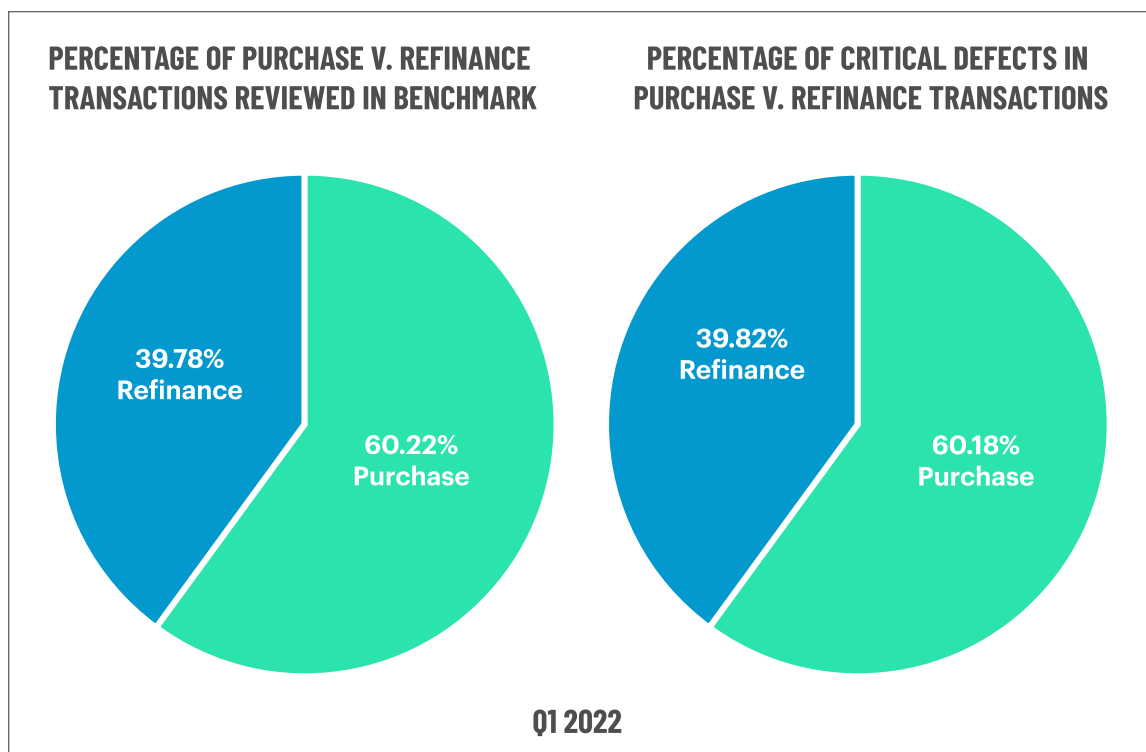 PERCENTAGE OF PURCHASE V. REFINANCE
TRANSACTIONS REVIEWED IN BENCHMARK
39.78%
Refinance
60.22%
Purchase
PERCENTAGE OF CRITICAL DEFECTS IN
PURCHASE V. REFINANCE TRANSACTIONS
39.82%
Refinance
60.18%
Purchase
Q1 2022